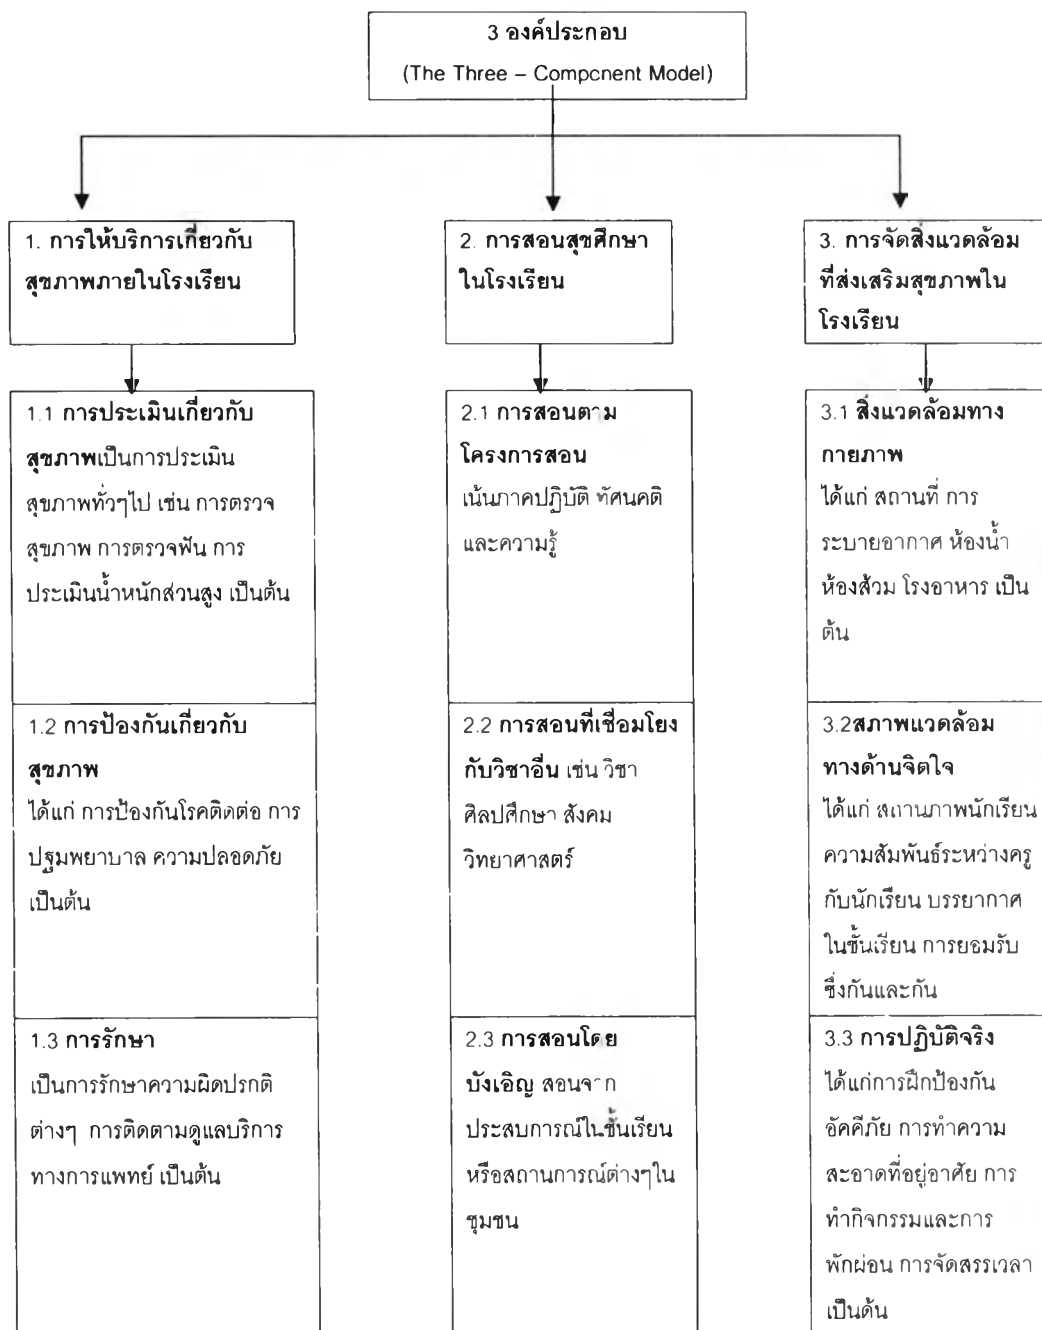 3 องค์ประกอบ
(The Three – Compcnent Model)
1. การให้บริการเกี่ยวกับ
สุขภาพภายในโรงเรียน
2. การสอนสุขศึกษา
ในโรงเรียน
3. การจัดสิ่งแวดล้อม
ที่ส่งเสริมสุขภาพใน
โรงเรียน
1.1 การประเมินเกี่ยวกับ
สุขภาพเป็นการประเมิน
สุขภาพทั่วๆไป เช่น การตรวจ
สุขภาพ การตรวจฟัน การ
ประเมินน้ำหนักส่วนสูง เป็นต้น
1.2 การป้องกันเกี่ยวกับ
สุขภาพ
ได้แก่ การป้องกันโรคติดต่อ การ
ปฐมพยาบาล ความปลอดภัย
เป็นต้น
1.3 การรักษา
เป็นการรักษาความผิดปรกติ
ต่างๆ การติดตามดูแลบริการ
ทางการแพทย์ เป็นต้น
2.1 การสอนตาม
โครงการสอน
เน้นภาคปฏิบัติ ทัศนคติ
และความรู้
2.2 การสอนที่เชื่อมโยง
กับวิชาอื่น เช่น วิชา
ศิลปศึกษา สังคม
วิทยาศาสตร์
2.3 การสอนโดย
บังเอิญ สอนจาก
ประสบการณ์ในชั้นเรียน
หรือสถานการณ์ต่างๆใน
ชุมชน
3.1 สิ่งแวดล้อมทาง
กายภาพ
ได้แก่ สถานที่ การ
ระบายอากาศ ห้องน้ำ
ห้องส้วม โรงอาหาร เป็น
ต้น
3.2สภาพแวดล้อม
ทางด้านจิตใจ
ได้แก่ สถานภาพนักเรียน
ความสัมพันธ์ระหว่างครู
กับนักเรียน บรรยากาศ
ในชั้นเรียน การยอมรับ
ซึ่งกันและกัน
3.3 การปฏิบัติจริง
ได้แก่การฝึกป้องกัน
อัคคีภัย การทำความ
สะอาดที่อยู่อาศัย การ
ทำกิจกรรมและการ
พักผ่อน การจัดสรรเวลา
เป็นต้น